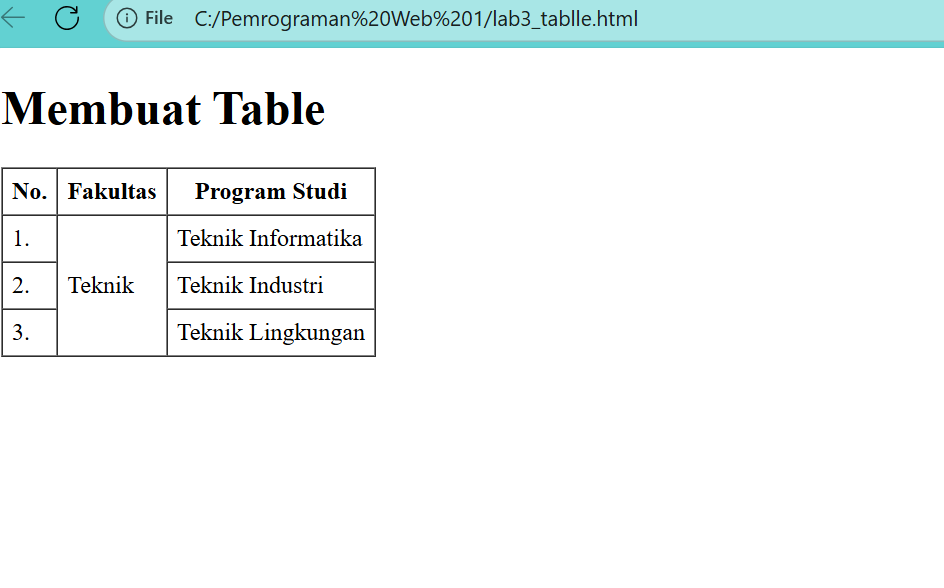 File C:/Pemrograman%20Web%201/lab3_tablle.html
Membuat Table
No. Fakultas Program Studi
1. Teknik Informatika
2. Teknik Teknik Industri
3. Teknik Lingkungan